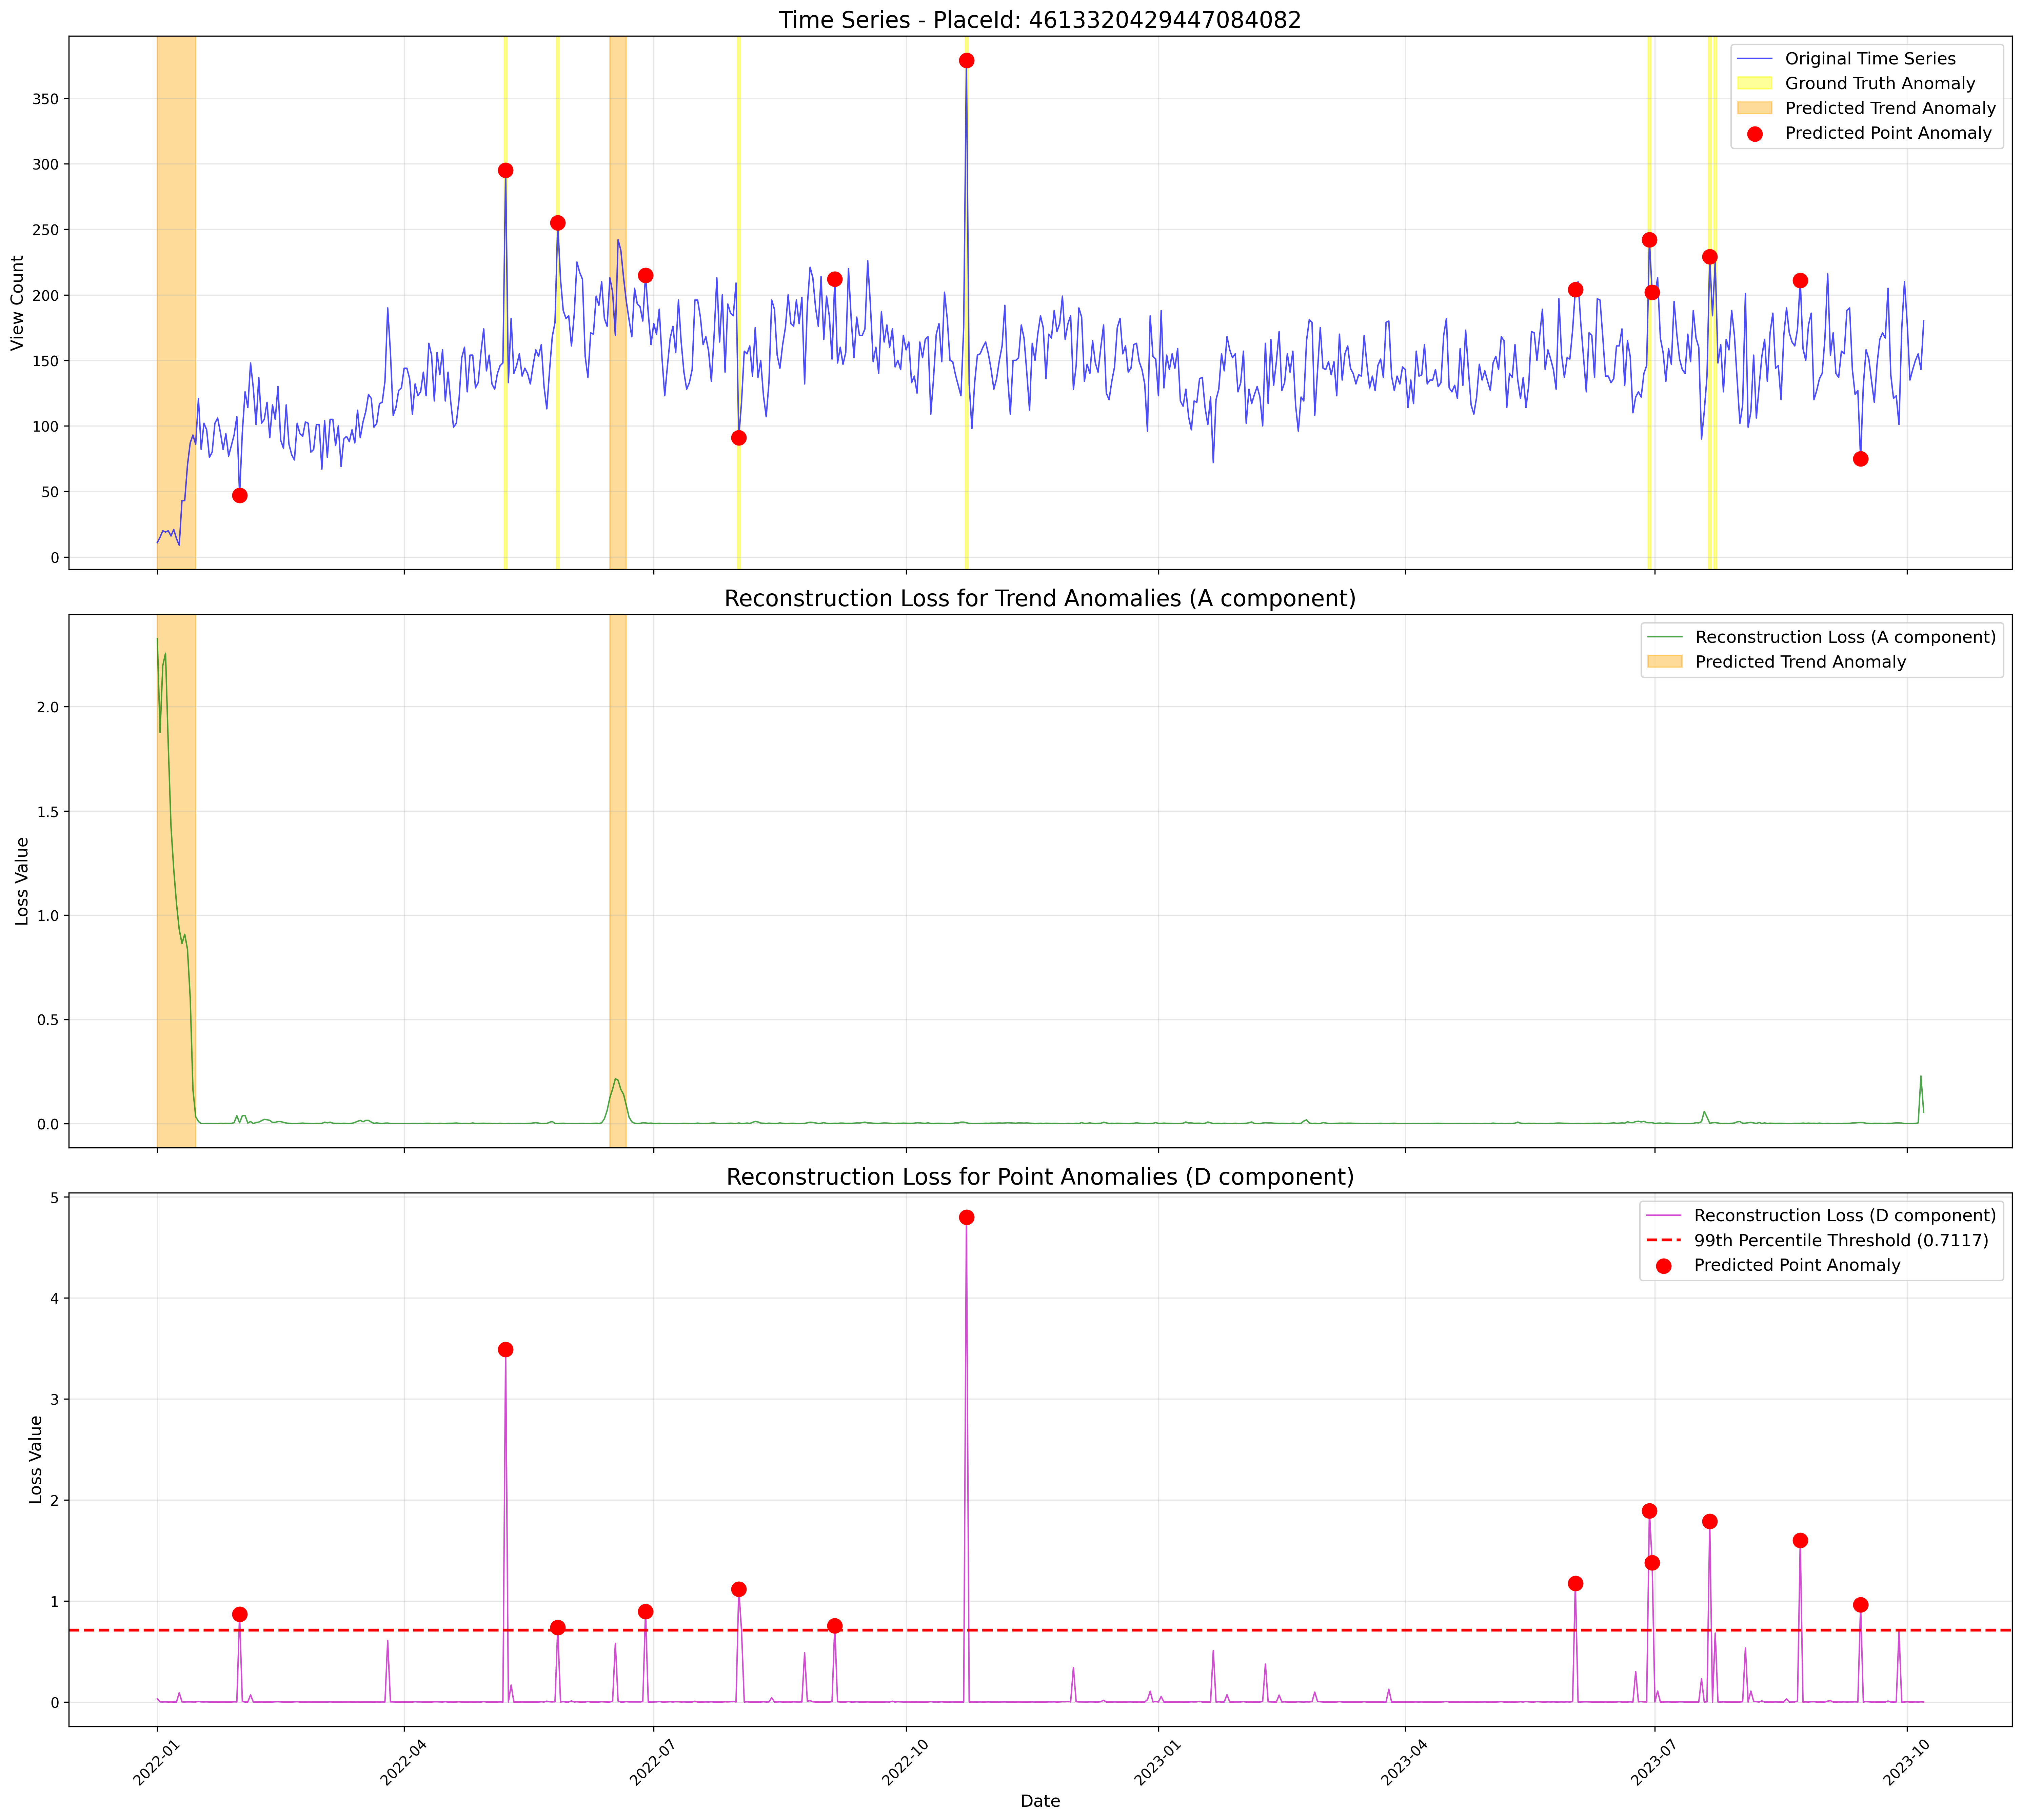 Time Series - PlaceId: 4613320429447084082
Original Time Series
Ground Truth Anomaly
Predicted Trend Anomaly
Predicted Point Anomaly
View Count
350
300
250
200
150
100
50
0
Reconstruction Loss for Trend Anomalies (A component)
Reconstruction Loss (A component)
Predicted Trend Anomaly
Loss Value
2.0
1.5
1.0
0.5
0.0
Reconstruction Loss for Point Anomalies (D component)
Reconstruction Loss (D component)
99th Percentile Threshold (0.7117)
Predicted Point Anomaly
Loss Value
5
4
3
2
1
0
2022-01
2022-04
2022-07
2022-10
2023-01
2023-04
2023-07
2023-10
Date